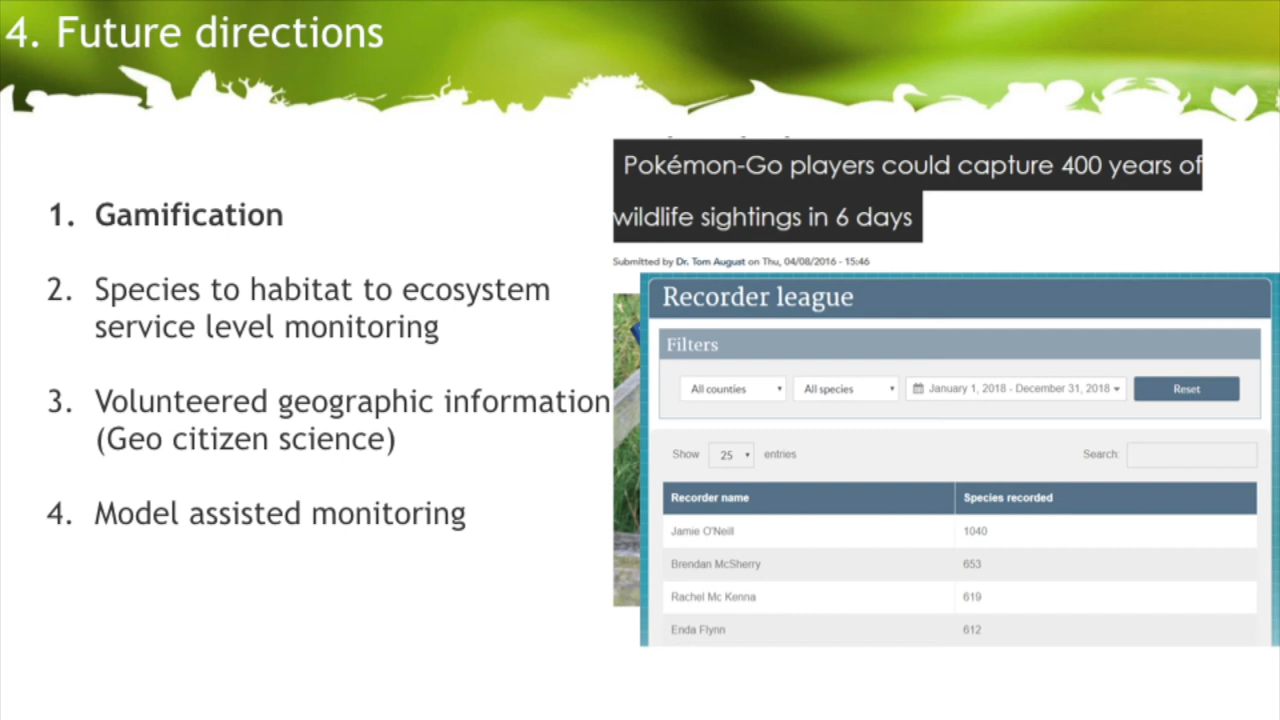 4. Future directions
1. Gamification
2. Species to habitat to ecosystem
service level monitoring
3. Volunteered geographic information
(Geo citizen science)
4. Model assisted monitoring
Pokémon-Go players could capture 400 years of
wildlife sightings in 6 days
Submitted by Dr. Tom August on Thu, 04/08/2016 - 15:46
Recorder league
Filters
All counties All species January 1, 2018 - December 31, 2018 Reset
Show 25 entries Search:
Recorder name Species recorded
Jamie O'Neill 1040
Brendan McSherry 653
Rachel Mc Kenna 619
Enda Flynn 612